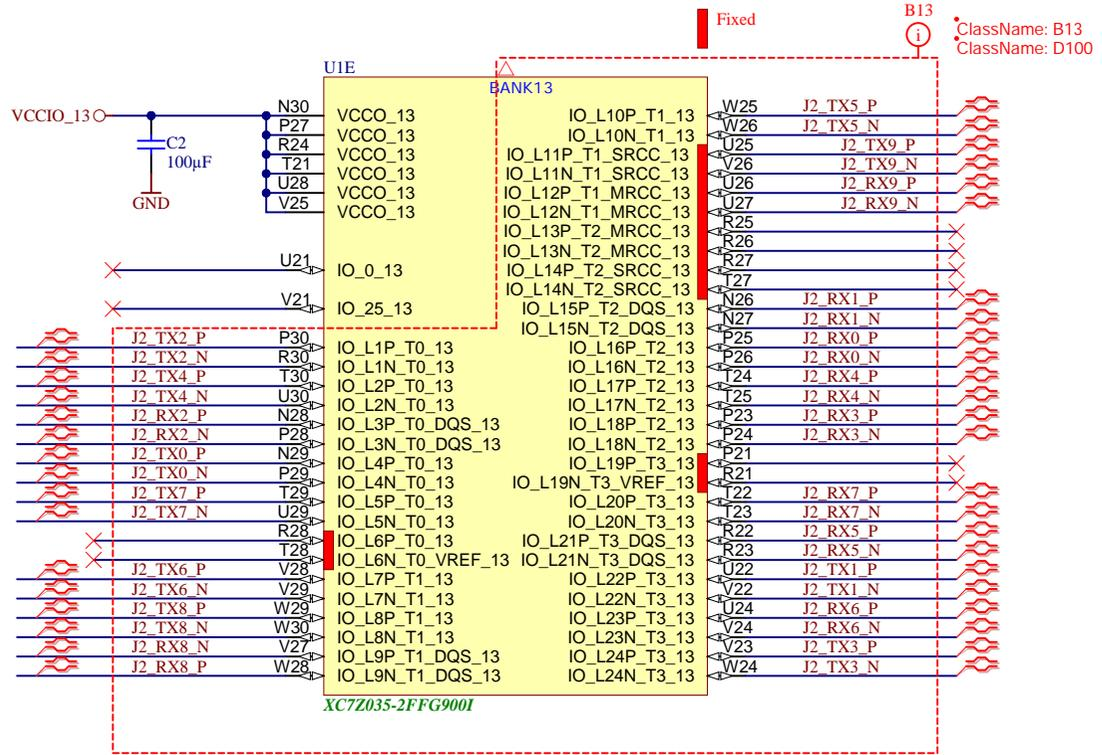 Fixed
B13
i
ClassName: B13
ClassName: D100
U1E
BANK13
VCCIO_13
C2
100µF
GND
N30 VCCO_13
P27 VCCO_13
R24 VCCO_13
T21 VCCO_13
U28 VCCO_13
V25 VCCO_13
U21 IO_0_13
V21 IO_25_13
J2_TX2_P P30 IO_L1P_T0_13
J2_TX2_N R30 IO_L1N_T0_13
J2_TX4_P T30 IO_L2P_T0_13
J2_TX4_N U30 IO_L2N_T0_13
J2_RX2_P N28 IO_L3P_T0_DQS_13
J2_RX2_N P28 IO_L3N_T0_DQS_13
J2_TX0_P N29 IO_L4P_T0_13
J2_TX0_N P29 IO_L4N_T0_13
J2_TX7_P T29 IO_L5P_T0_13
J2_TX7_N U29 IO_L5N_T0_13
R28 IO_L6P_T0_13
T28 IO_L6N_T0_VREF_13
J2_TX6_P V28 IO_L7P_T1_13
J2_TX6_N V29 IO_L7N_T1_13
J2_TX8_P W29 IO_L8P_T1_13
J2_TX8_N W30 IO_L8N_T1_13
J2_RX8_N V27 IO_L9P_T1_DQS_13
J2_RX8_P W28 IO_L9N_T1_DQS_13
IO_L10P_T1_13 W25 J2_TX5_P
IO_L10N_T1_13 W26 J2_TX5_N
IO_L11P_T1_SRCC_13 U25 J2_TX9_P
IO_L11N_T1_SRCC_13 V26 J2_TX9_N
IO_L12P_T1_MRCC_13 U26 J2_RX9_P
IO_L12N_T1_MRCC_13 U27 J2_RX9_N
IO_L13P_T2_MRCC_13 R25
IO_L13N_T2_MRCC_13 R26
IO_L14P_T2_SRCC_13 R27
IO_L14N_T2_SRCC_13 T27
IO_L15P_T2_DQS_13 N26 J2_RX1_P
IO_L15N_T2_DQS_13 N27 J2_RX1_N
IO_L16P_T2_13 P25 J2_RX0_P
IO_L16N_T2_13 P26 J2_RX0_N
IO_L17P_T2_13 T24 J2_RX4_P
IO_L17N_T2_13 T25 J2_RX4_N
IO_L18P_T2_13 P23 J2_RX3_P
IO_L18N_T2_13 P24 J2_RX3_N
IO_L19P_T3_13 P21
IO_L19N_T3_VREF_13 R21
IO_L20P_T3_13 T22 J2_RX7_P
IO_L20N_T3_13 T23 J2_RX7_N
IO_L21P_T3_DQS_13 R22 J2_RX5_P
IO_L21N_T3_DQS_13 R23 J2_RX5_N
IO_L22P_T3_13 U22 J2_TX1_P
IO_L22N_T3_13 V22 J2_TX1_N
IO_L23P_T3_13 U24 J2_RX6_P
IO_L23N_T3_13 V24 J2_RX6_N
IO_L24P_T3_13 V23 J2_TX3_P
IO_L24N_T3_13 W24 J2_TX3_N
XC7Z035-2FFG900I